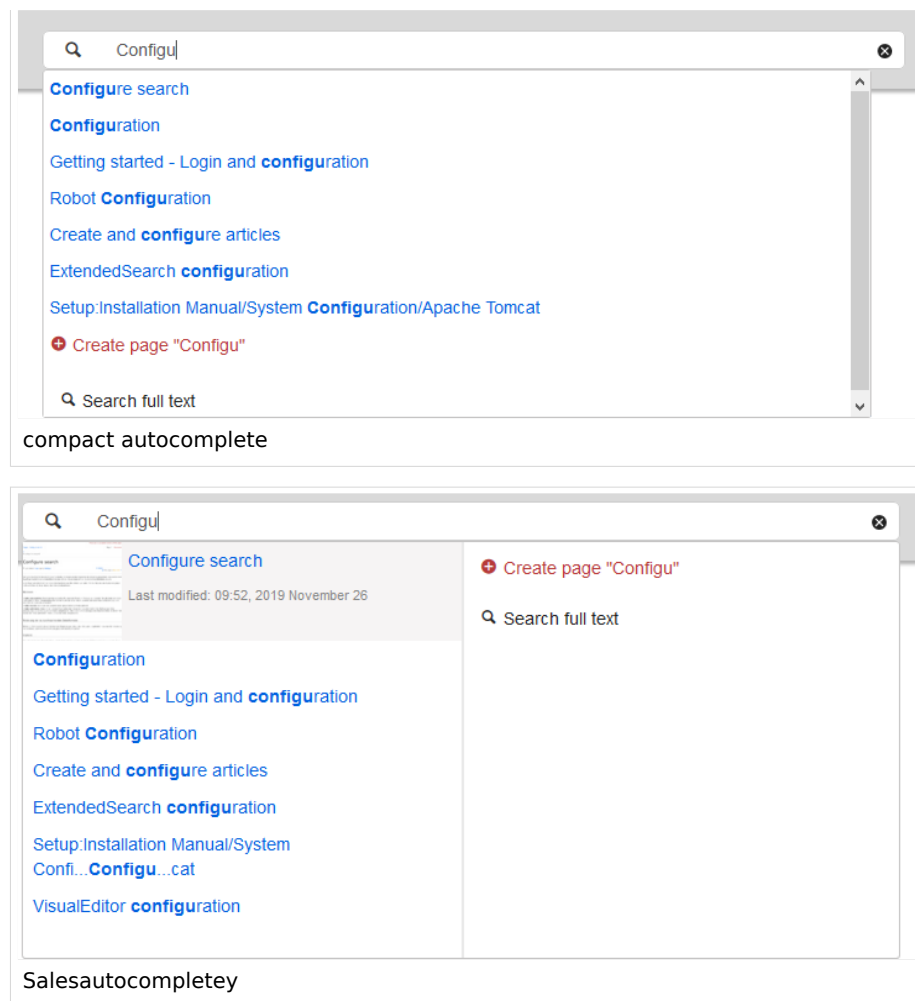 Configu
Configure search
Configuration
Getting started - Login and configuration
Robot Configuration
Create and configure articles
ExtendedSearch configuration
Setup:Installation Manual/System Configuration/Apache Tomcat
Create page "Configu"
Search full text
compact autocomplete
Configu
Configure search
Last modified: 09:52, 2019 November 26
Create page "Configu"
Search full text
Configuration
Getting started - Login and configuration
Robot Configuration
Create and configure articles
ExtendedSearch configuration
Setup:Installation Manual/System
Confi...Configu...cat
VisualEditor configuration
Salesautocompletey